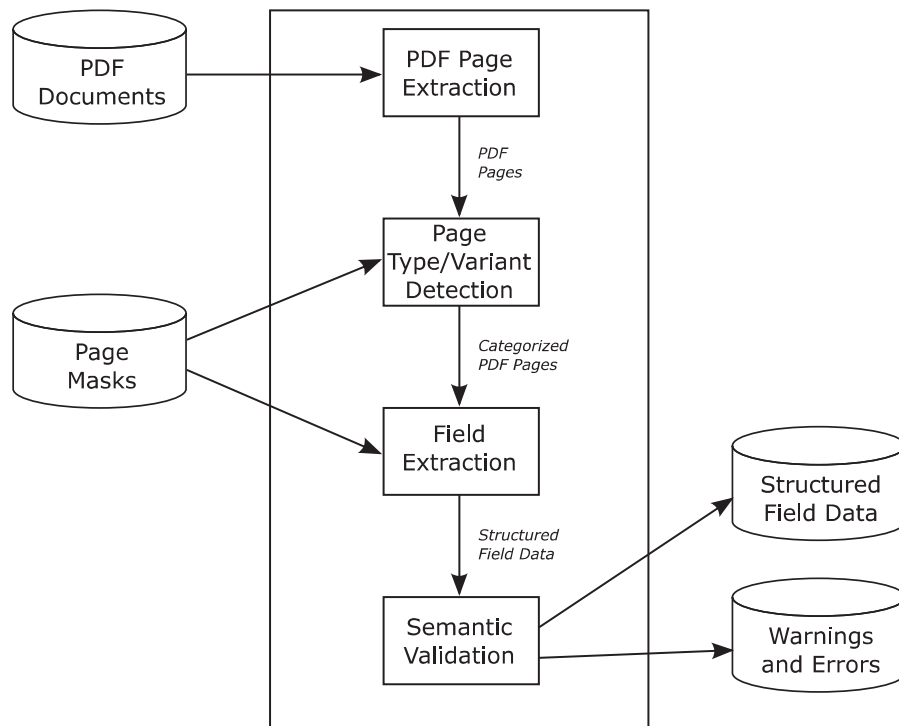 PDF
Documents
PDF Page
Extraction
PDF
Pages
Page
Type/Variant
Detection
Page
Masks
Categorized
PDF Pages
Field
Extraction
Structured
Field Data
Structured
Field Data
Semantic
Validation
Warnings
and Errors